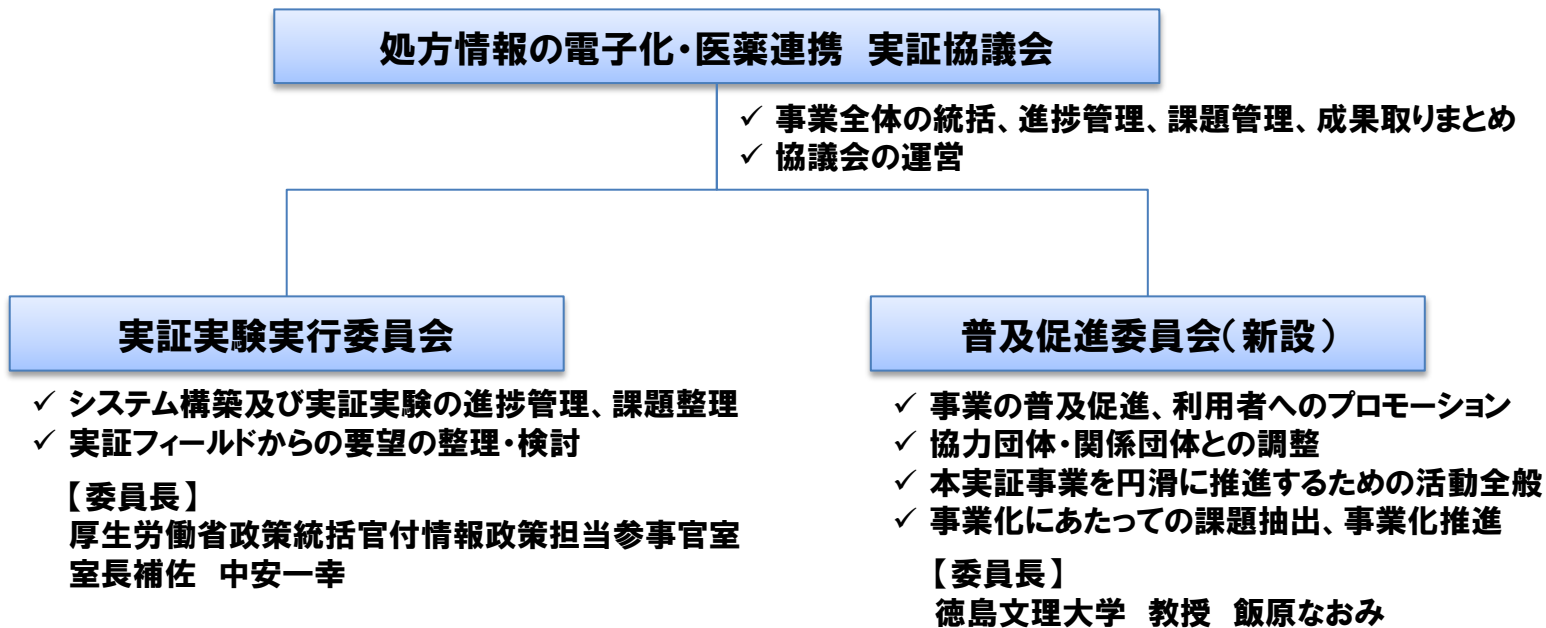 処方情報の電子化・医薬連携　実証協議会
✓ 事業全体の統括、進捗管理、課題管理、成果取りまとめ
✓ 協議会の運営
実証実験実行委員会
✓ システム構築及び実証実験の進捗管理、課題整理
✓ 実証フィールドからの要望の整理・検討
【委員長】
厚生労働省政策統括官付情報政策担当参事官室
室長補佐　中安一幸
普及促進委員会（新設）
✓ 事業の普及促進、利用者へのプロモーション
✓ 協力団体・関係団体との調整
✓ 本実証事業を円滑に推進するための活動全般
✓ 事業化にあたっての課題抽出、事業化推進
【委員長】
徳島文理大学　教授　飯原なおみ